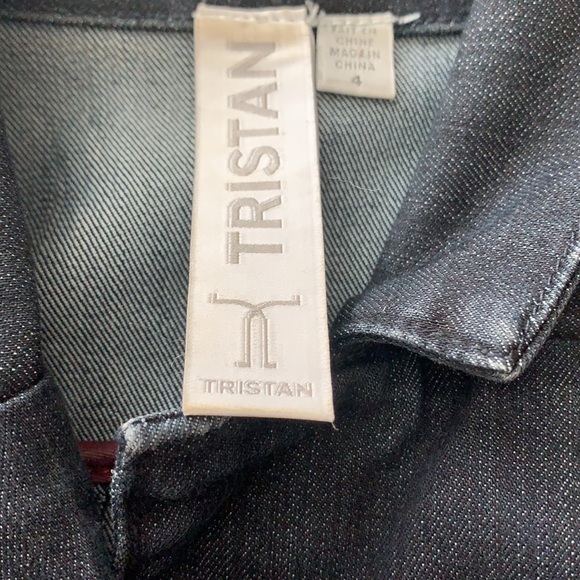 TRISTAN
TRISTAN
FAIT EN
CHINE
MADE IN
CHINA
4